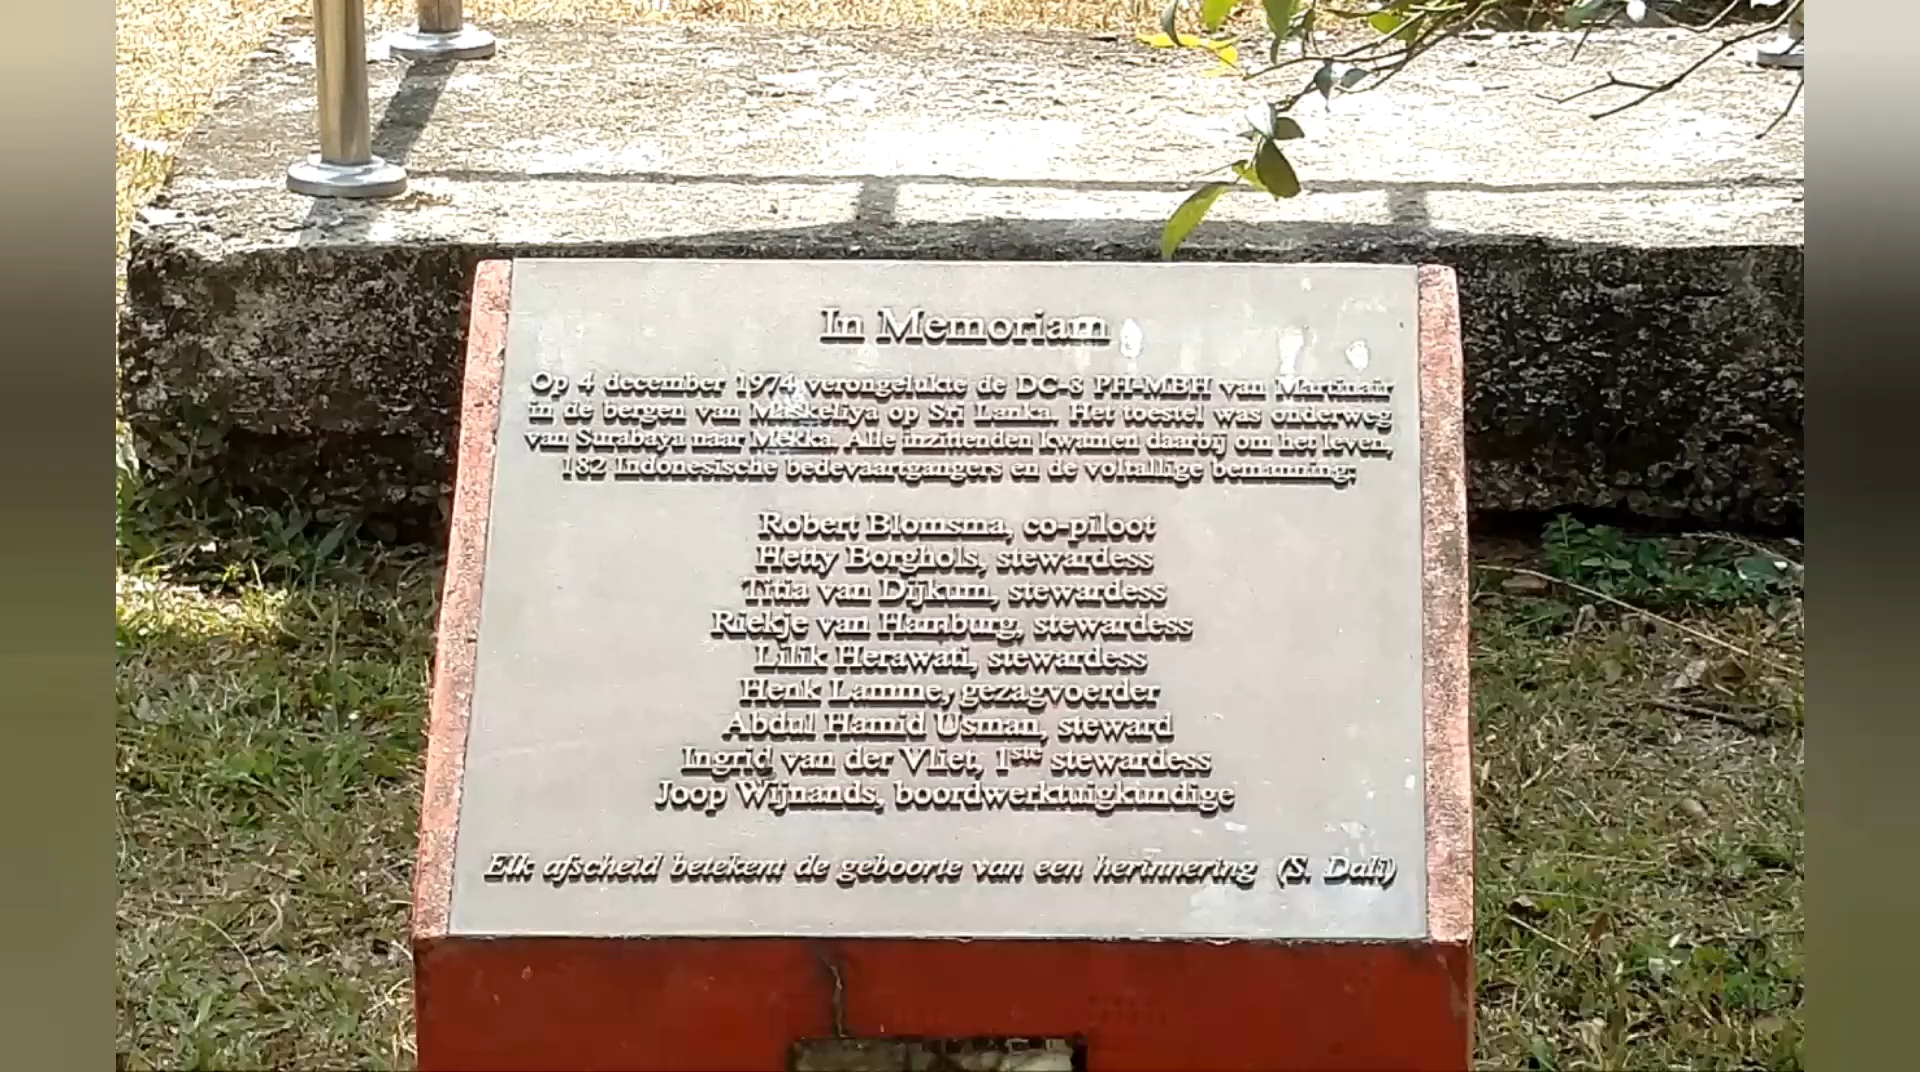 In Memoriam
Op 4 december 1974 verongelukte de DC-8 PH-MBH van Martinair
in de bergen van Maskeliya op Sri Lanka. Het toestel was onderweg
van Surabaya naar Mekka. Alle inzittenden kwamen daarbij om het leven,
182 Indonesische bedevaartgangers en de voltallige bemanning:
Robert Blomsma, co-piloot
Hetty Borghols, stewardess
Titia van Dijkum, stewardess
Riekje van Hamburg, stewardess
Lilik Herawati, stewardess
Henk Lamme, gezagvoerder
Abdul Hamid Usman, steward
Ingrid van der Vliet, 1ste stewardess
Joop Wijnands, boordwerktuigkundige
Elk afscheid betekent de geboorte van een herinnering (S. Dali)